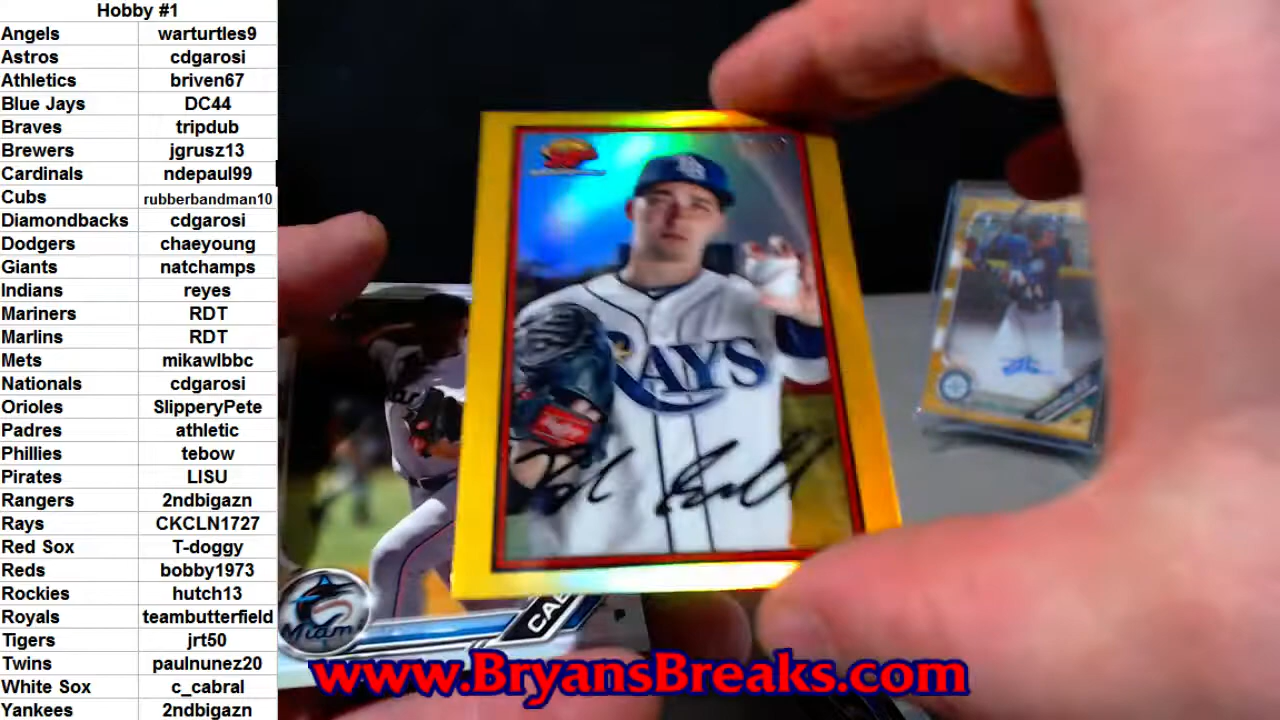 Hobby #1
Angels warturtles9
Astros cdgarosi
Athletics briven67
Blue Jays DC44
Braves tripdub
Brewers jgrusz13
Cardinals ndepaul99
Cubs rubberbandman10
Diamondbacks cdgarosi
Dodgers chaeyoung
Giants natchamps
Indians reyes
Mariners RDT
Marlins RDT
Mets mikawlbbc
Nationals cdgarosi
Orioles SlipperyPete
Padres athletic
Phillies tebow
Pirates LISU
Rangers 2ndbigazn
Rays CKCLN1727
Red Sox T-doggy
Reds bobby1973
Rockies hutch13
Royals teambutterfield
Tigers jrt50
Twins paulnunez20
White Sox c_cabral
Yankees 2ndbigazn
RAYS
Miami
CAL
www.BryansBreaks.com